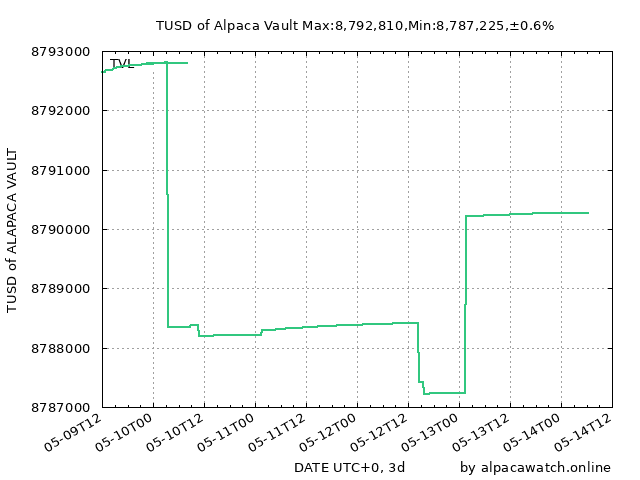 TUSD of Alpaca Vault Max:8,792,810,Min:8,787,225,±0.6%
8793000
TVL
8792000
8791000
8790000
8789000
8788000
8787000
TUSD of ALAPACA VAULT
05-09T12
05-10T00
05-10T12
05-11T00
05-11T12
05-12T00
05-12T12
05-13T00
05-13T12
05-14T00
05-14T12
DATE UTC+0, 3d
by alpacawatch.online